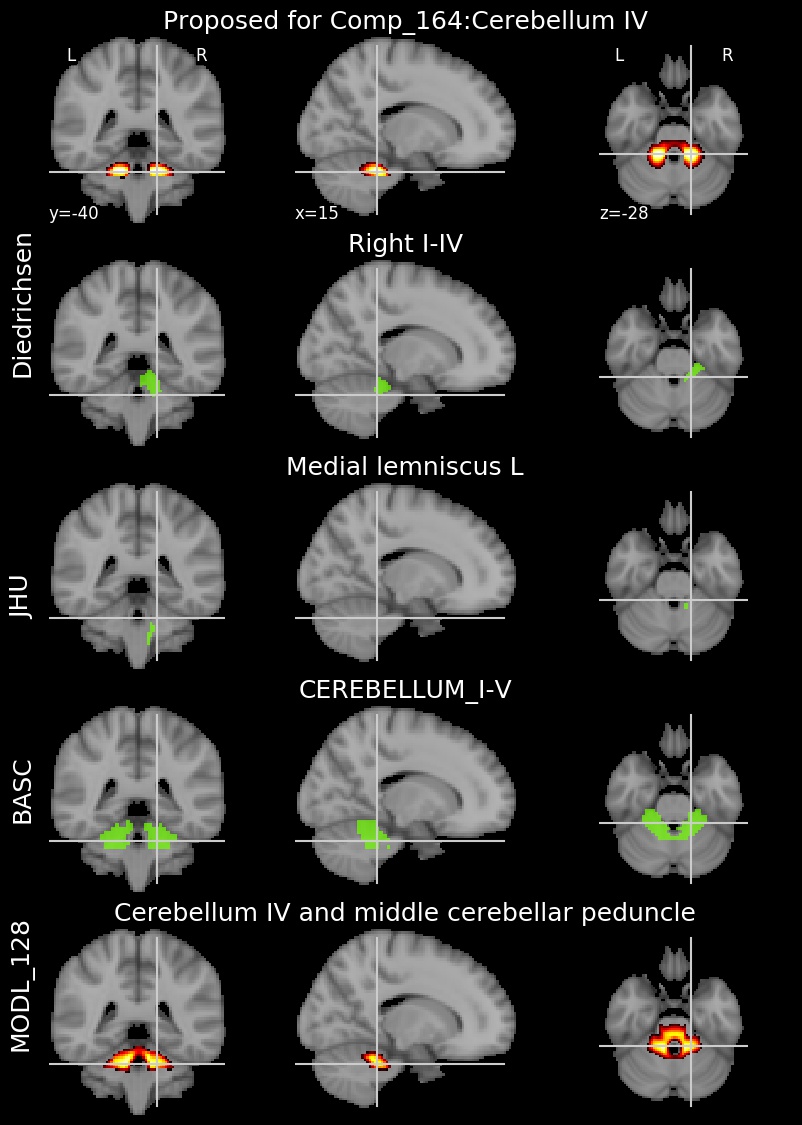 Proposed for Comp_164:Cerebellum IV
L R L R
y=-40 x=15 z=-28
Diedrichsen
Right I-IV
JHU
Medial lemniscus L
BASC
CEREBELLUM_I-V
MODL_128
Cerebellum IV and middle cerebellar peduncle